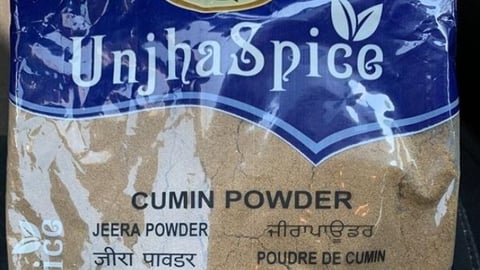 UnjhaSpice
CUMIN POWDER
JEERA POWDER
ਜੀਰਾਪਾਊਡਰ
ज़ीरा पावडर
POUDRE DE CUMIN